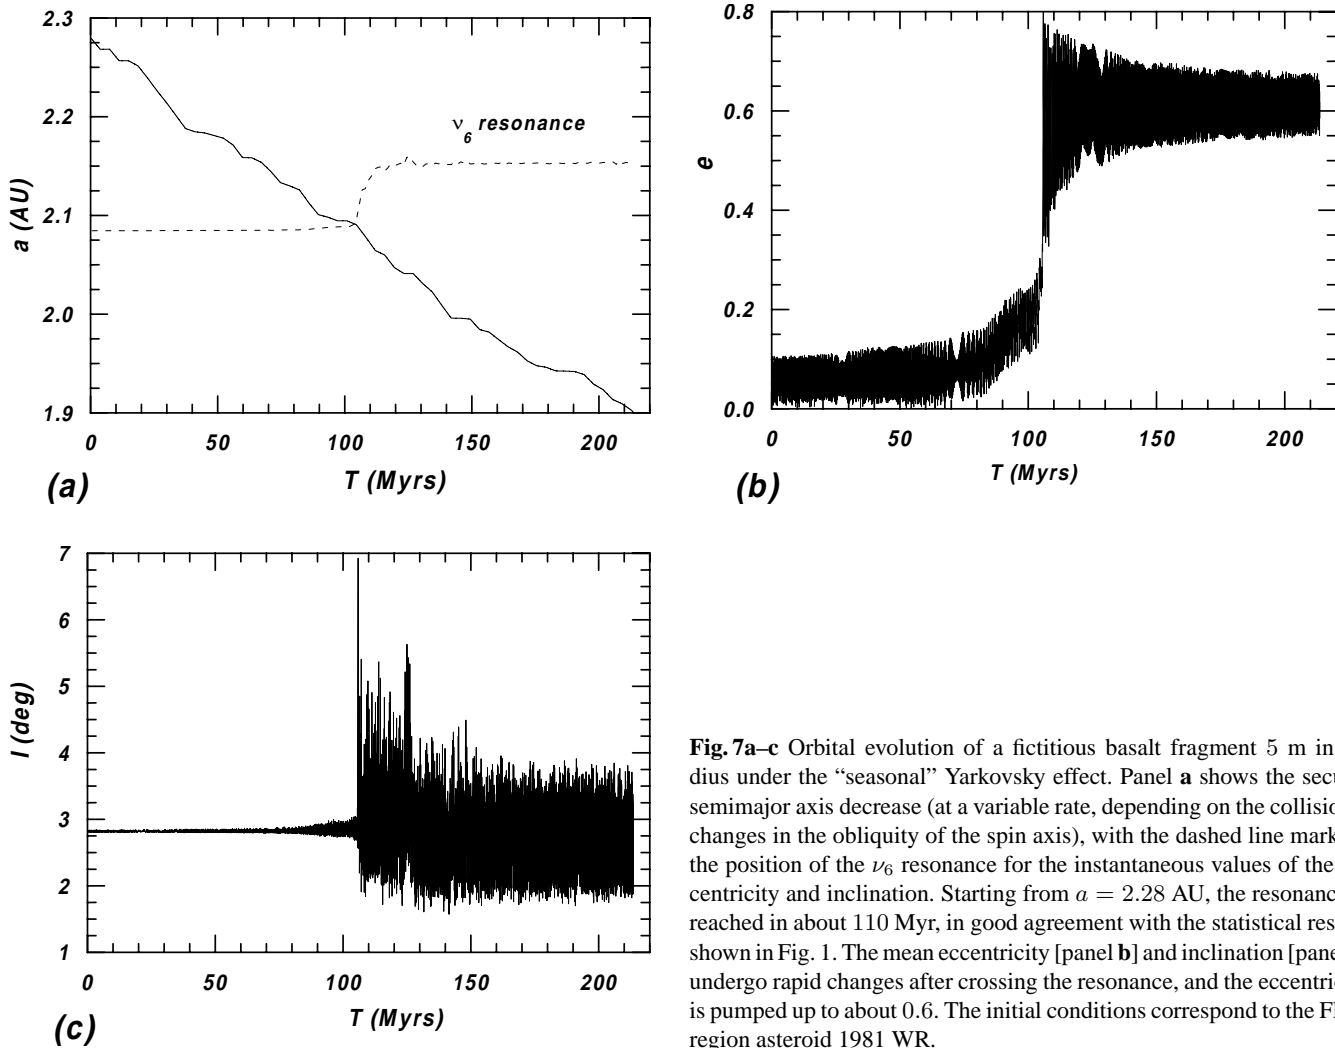 2.3
2.2
2.1
2.0
1.9
a (AU)
ν6 resonance
0 50 100 150 200
T (Myrs)
(a)
0.8
0.6
0.4
0.2
0.0
e
0 50 100 150 200
T (Myrs)
(b)
7
6
5
4
3
2
1
I (deg)
0 50 100 150 200
T (Myrs)
(c)
Fig. 7a–c Orbital evolution of a fictitious basalt fragment 5 m in
dius under the “seasonal” Yarkovsky effect. Panel a shows the secu
semimajor axis decrease (at a variable rate, depending on the collisio
changes in the obliquity of the spin axis), with the dashed line mark
the position of the ν6 resonance for the instantaneous values of the
centricity and inclination. Starting from a = 2.28 AU, the resonanc
reached in about 110 Myr, in good agreement with the statistical res
shown in Fig. 1. The mean eccentricity [panel b] and inclination [pane
undergo rapid changes after crossing the resonance, and the eccentri
is pumped up to about 0.6. The initial conditions correspond to the Fl
region asteroid 1981 WR.